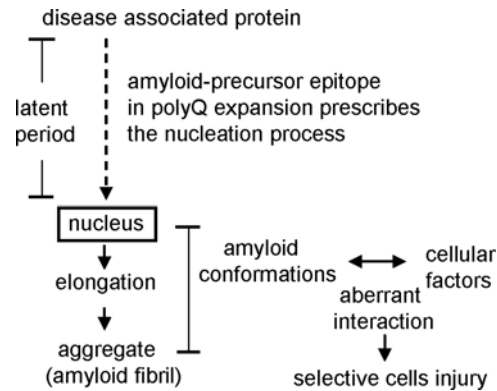 disease associated protein
latent
period
amyloid-precursor epitope
in polyQ expansion prescribes
the nucleation process
nucleus
elongation
aggregate
(amyloid fibril)
amyloid
conformations
cellular
factors
aberrant
interaction
selective cells injury